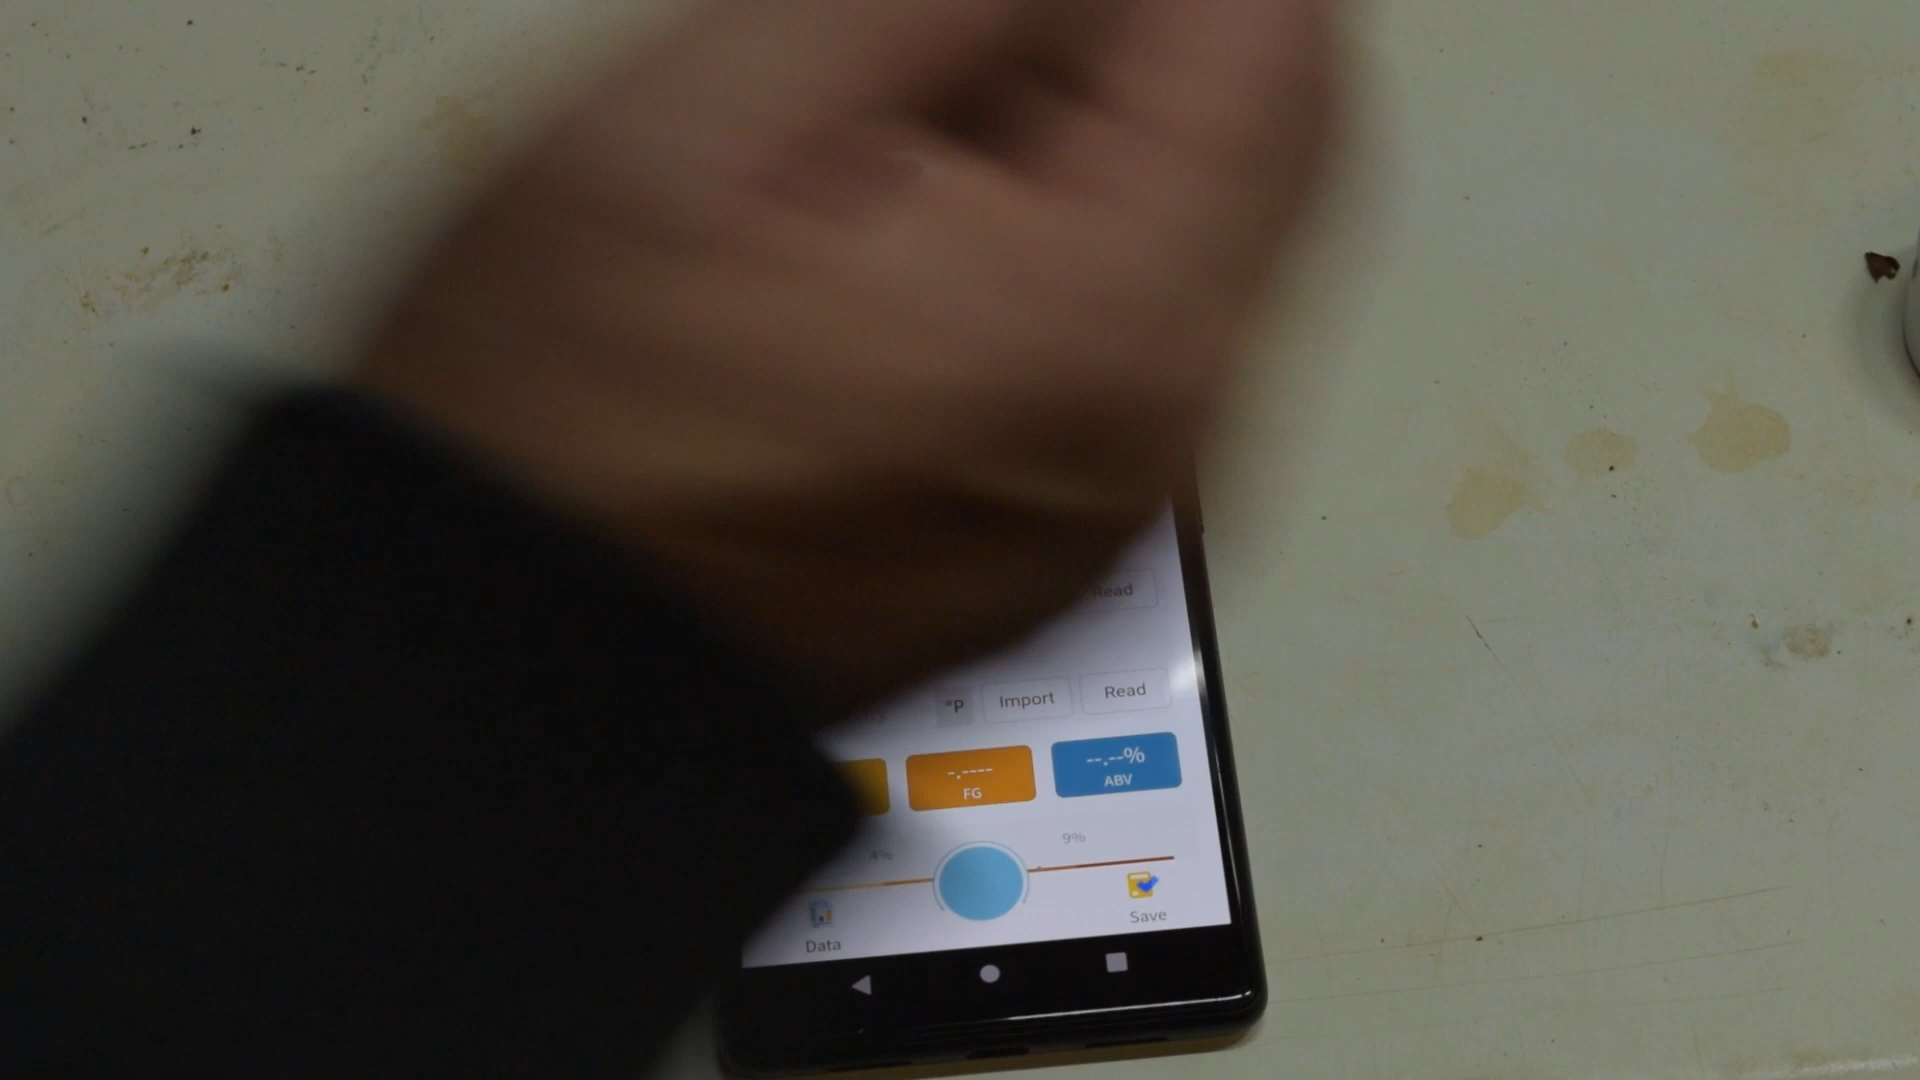 Read
°P Import Read
-.----
FG
--.--%
ABV
4% 9%
Data
Save